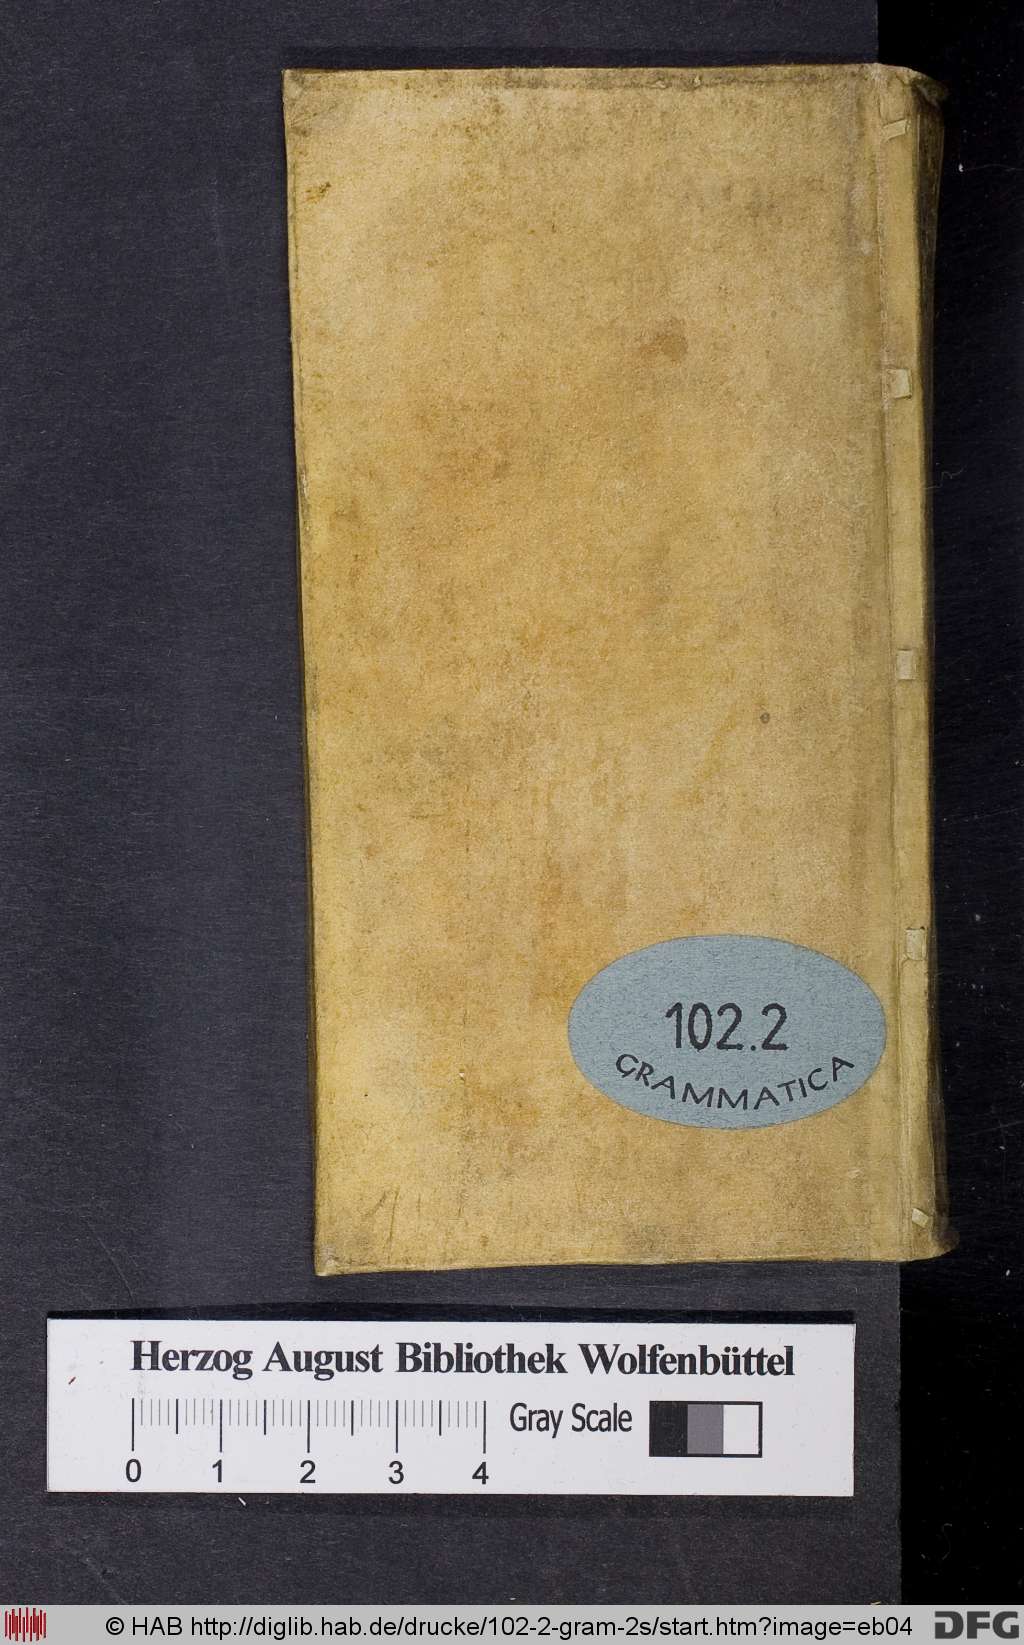 102.2
GRAMMATICA
Herzog August Bibliothek Wolfenbüttel
Gray Scale
0 1 2 3 4
© HAB http://diglib.hab.de/drucke/102-2-gram-2s/start.htm?image=eb04
DFG